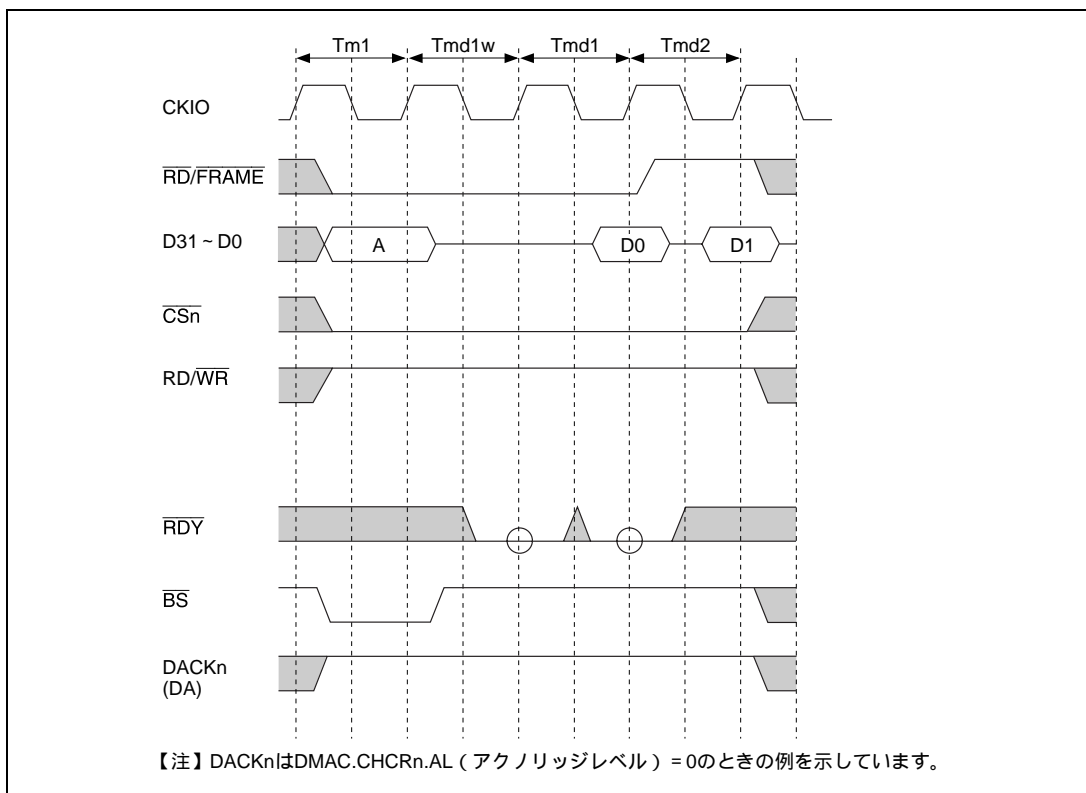 Tm1 Tmd1w Tmd1 Tmd2
CKIO
RD/FRAME
D31 ~ D0 A D0 D1
CSn
RD/WR
RDY
BS
DACKn
(DA)
【注】DACKnはDMAC.CHCRn.AL(アクノリッジレベル)=0のときの例を示しています。